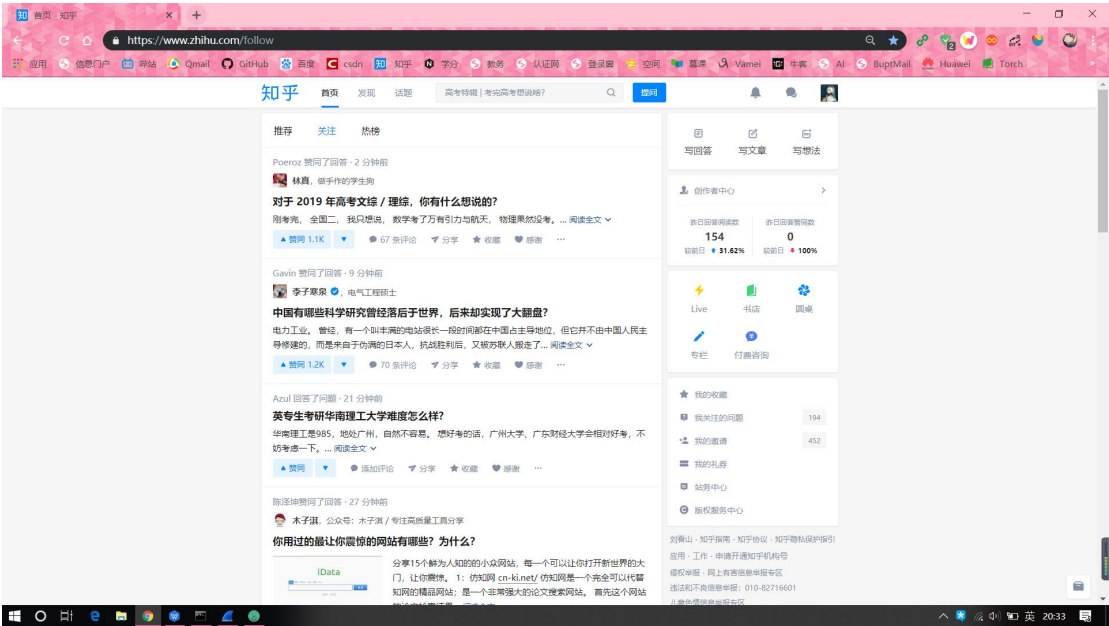 首页 - 知乎
https://www.zhihu.com/follow
应用 信息门户 哔站 Qmail GitHub 百度 csdn 知乎 学分 教务 认证网 登录窗 空间 慕课 Vamei 牛客 AI BuptMail Huawei Torch
知乎 首页 发现 话题 高考特辑 | 考完高考想说啥? 提问
推荐 关注 热榜
Poeroz 赞同了回答 · 2 分钟前
林真，做手作的学生狗
对于 2019 年高考文综 / 理综，你有什么想说的?
刚考完， 全国二， 我只想说， 数学考了万有引力与航天， 物理果然没考。... 阅读全文
赞同 1.1K 67 条评论 分享 收藏 感谢 ···
Gavin 赞同了回答 · 9 分钟前
李子寒泉，电气工程硕士
中国有哪些科学研究曾经落后于世界，后来却实现了大翻盘?
电力工业。 曾经，有一个叫丰满的电站很长一段时间都在中国占主导地位，但它并不由中国人民主
导修建的，而是来自于伪满的日本人，抗战胜利后，又被苏联人搬走了... 阅读全文
赞同 1.2K 70 条评论 分享 收藏 感谢 ···
Azul 回答了问题 · 21 分钟前
英专生考研华南理工大学难度怎么样?
华南理工是985，地处广州，自然不容易。 想好考的话，广州大学、广东财经大学会相对好考，不
妨考虑一下。... 阅读全文
赞同 添加评论 分享 收藏 感谢 ···
陈泽坤赞同了回答 · 27 分钟前
木子淇，公众号：木子淇 / 专注高质量工具分享
你用过的最让你震惊的网站有哪些? 为什么?
iData
分享15个鲜为人知的的小众网站，每一个可以让你打开新世界的大
门，让你震惊。 1：仿知网 cn-ki.net/ 仿知网是一个完全可以代替
知网的精品网站；是一个非常强大的论文搜索网站。 首先这个网站
写回答 写文章 写想法
创作者中心
昨日回答阅读数 昨日回答赞同数
154 0
较前日 31.62% 较前日 100%
Live 书店 圆桌
专栏 付费咨询
我的收藏
我关注的问题 194
我的邀请 452
我的礼券
站务中心
版权服务中心
刘看山 · 知乎指南 · 知乎协议 · 知乎隐私保护指引
应用 · 工作 · 申请开通知乎机构号
侵权举报 · 网上有害信息举报专区
违法和不良信息举报：010-82716601
儿童色情信息举报专区
英 20:33